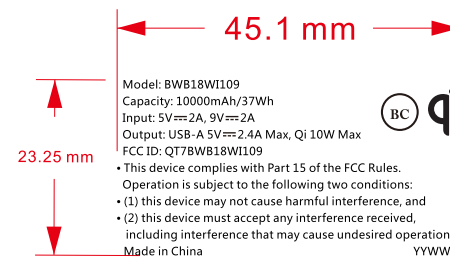 45.1 mm
23.25 mm
Model: BWB18WI109
Capacity: 10000mAh/37Wh
Input: 5V⎓2A, 9V⎓2A
Output: USB-A 5V⎓2.4A Max, Qi 10W Max
FCC ID: QT7BWB18WI109
• This device complies with Part 15 of the FCC Rules.
Operation is subject to the following two conditions:
• (1) this device may not cause harmful interference, and
• (2) this device must accept any interference received,
including interference that may cause undesired operation
Made in China
YYWW
BC